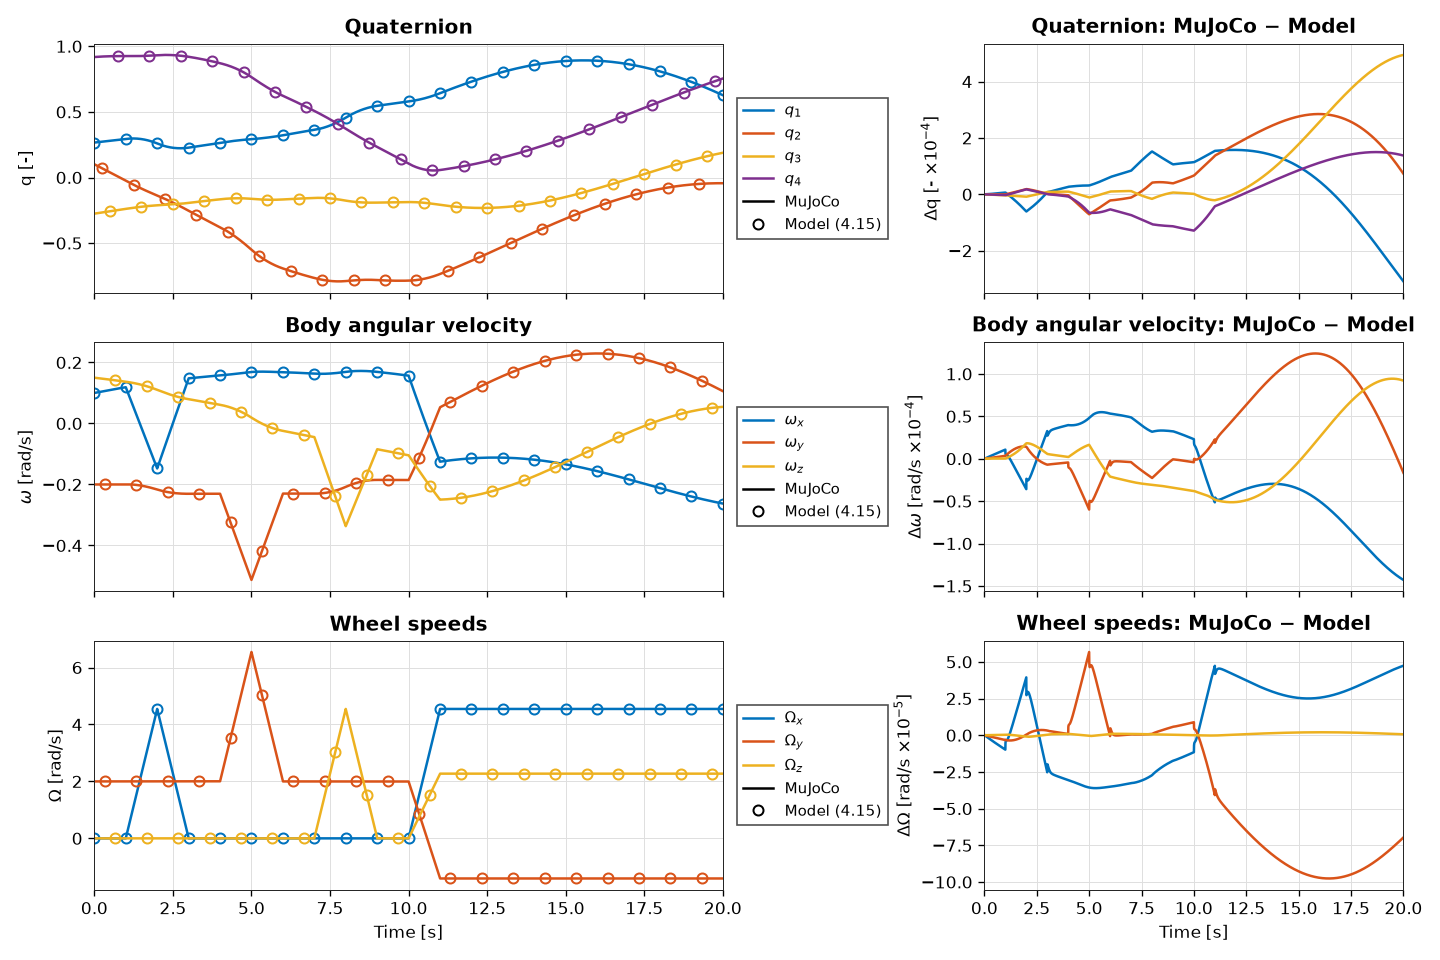 Quaternion
q [-]
1.0
0.5
0.0
−0.5
q1
q2
q3
q4
MuJoCo
Model (4.15)
Quaternion: MuJoCo − Model
Δq [- ×10−4]
4
2
0
−2
Body angular velocity
ω [rad/s]
0.2
0.0
−0.2
−0.4
ωx
ωy
ωz
MuJoCo
Model (4.15)
Body angular velocity: MuJoCo − Model
Δω [rad/s ×10−4]
1.0
0.5
0.0
−0.5
−1.0
−1.5
Wheel speeds
Ω [rad/s]
6
4
2
0
0.0 2.5 5.0 7.5 10.0 12.5 15.0 17.5 20.0
Time [s]
Ωx
Ωy
Ωz
MuJoCo
Model (4.15)
Wheel speeds: MuJoCo − Model
ΔΩ [rad/s ×10−5]
5.0
2.5
0.0
−2.5
−5.0
−7.5
−10.0
0.0 2.5 5.0 7.5 10.0 12.5 15.0 17.5 20.0
Time [s]